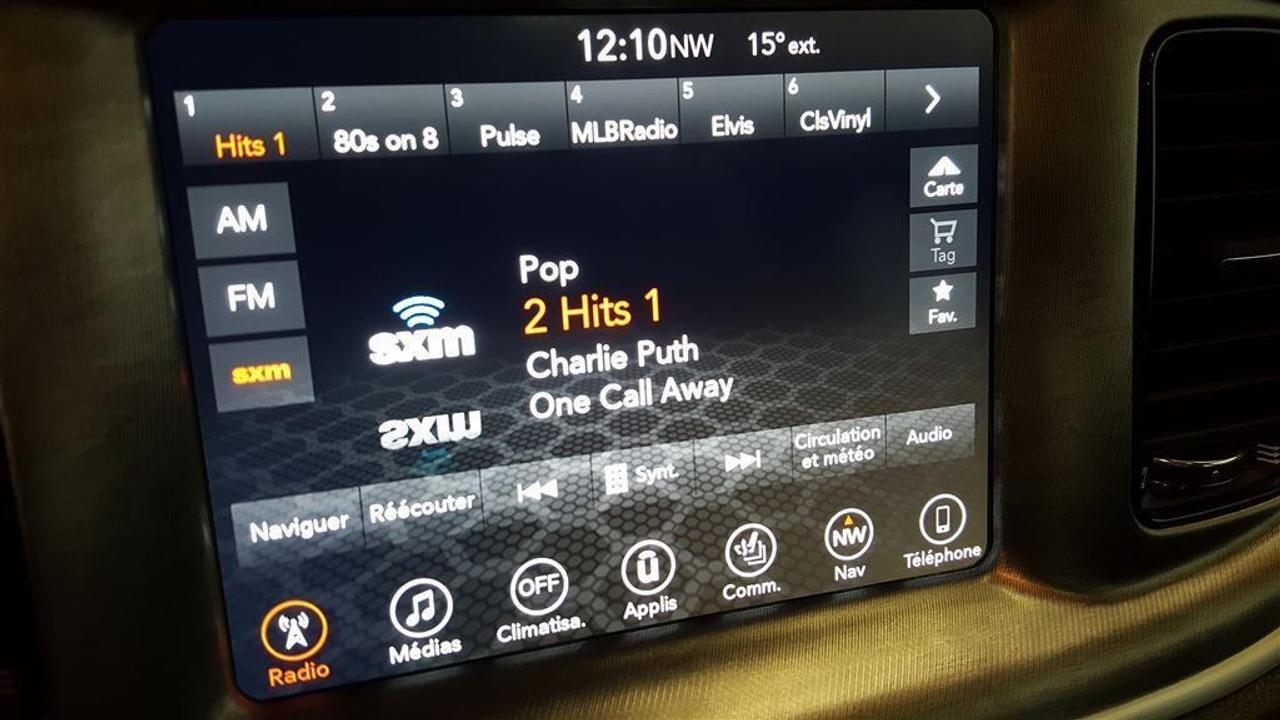 12:10 NW 15° ext.
1 Hits 1
2 80s on 8
3 Pulse
4 MLBRadio
5 Elvis
6 ClsVinyl
AM
FM
sxm
sxm
Pop
2 Hits 1
Charlie Puth
One Call Away
Carte
Tag
Fav.
Naviguer
Réécouter
Synt.
Circulation
et météo
Audio
Radio
Médias
OFF
Climatisa.
Applis
Comm.
NW
Nav
Téléphone